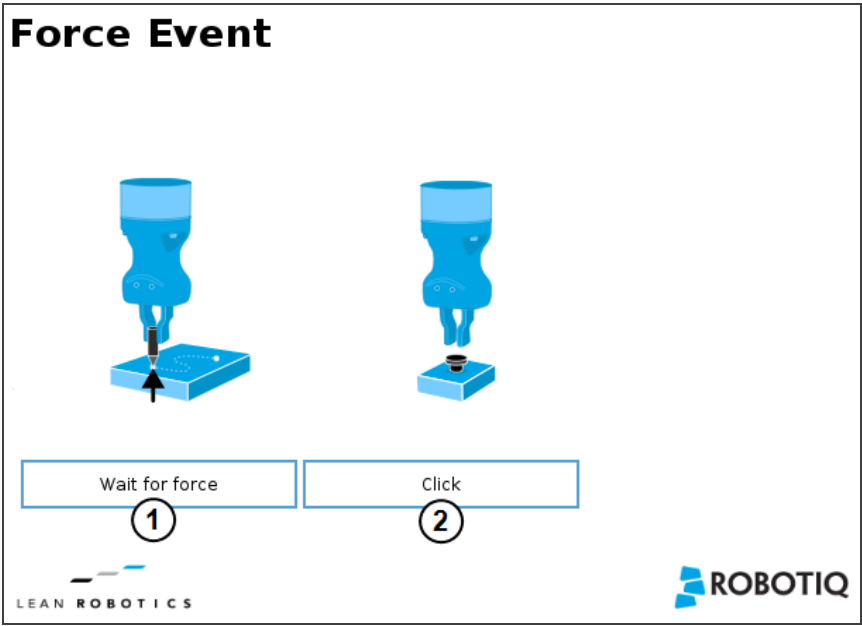 Force Event
Wait for force
Click
1
2
LEAN ROBOTICS
ROBOTIQ